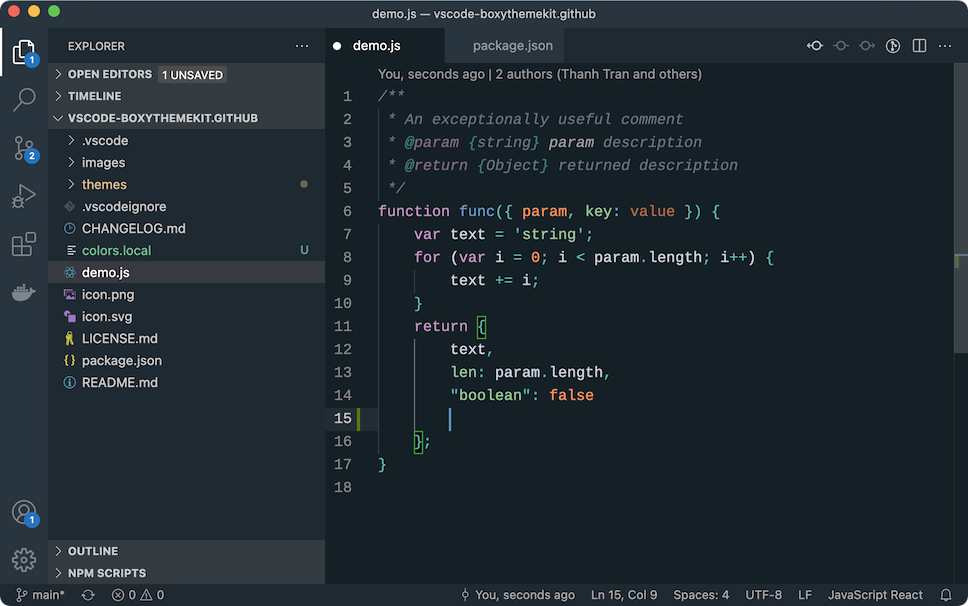 demo.js — vscode-boxythemekit.github
EXPLORER
OPEN EDITORS 1 UNSAVED
TIMELINE
VSCODE-BOXYTHEMEKIT.GITHUB
.vscode
images
themes
.vscodeignore
CHANGELOG.md
colors.local U
demo.js
icon.png
icon.svg
LICENSE.md
package.json
README.md
OUTLINE
NPM SCRIPTS
1
2
1
demo.js package.json
You, seconds ago | 2 authors (Thanh Tran and others)
1 /**
2 * An exceptionally useful comment
3 * @param {string} param description
4 * @return {Object} returned description
5 */
6 function func({ param, key: value }) {
7 var text = 'string';
8 for (var i = 0; i < param.length; i++) {
9 text += i;
10 }
11 return {
12 text,
13 len: param.length,
14 "boolean": false
15
16 };
17 }
18
main* 0 0 You, seconds ago Ln 15, Col 9 Spaces: 4 UTF-8 LF JavaScript React